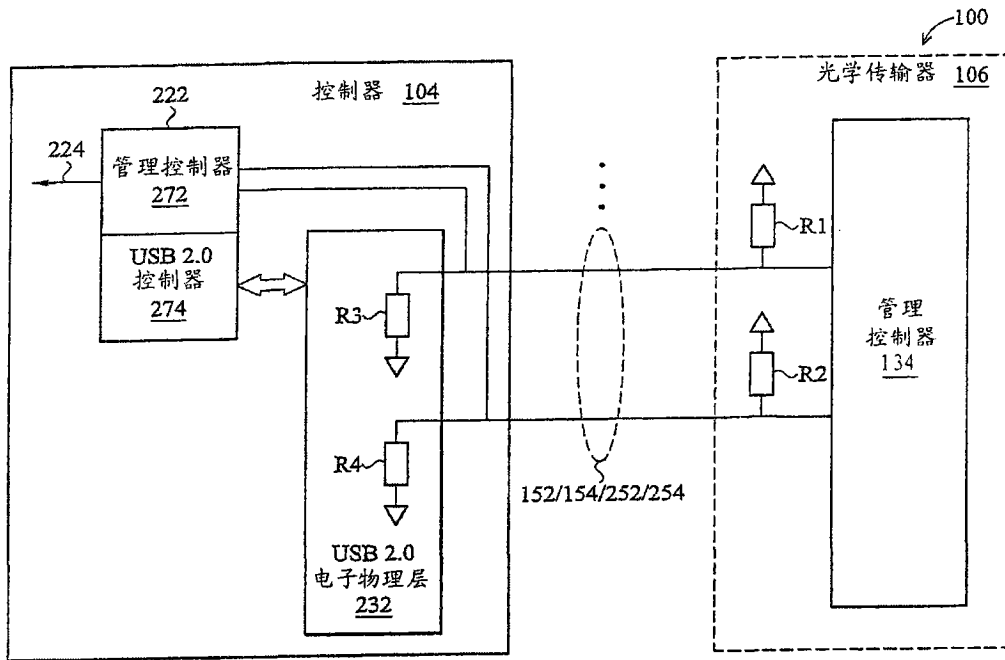 100
控制器 104
光学传输器 106
222
224
管理控制器
272
USB 2.0
控制器
274
R3
R4
USB 2.0
电子物理层
232
152/154/252/254
R1
R2
管理
控制器
134